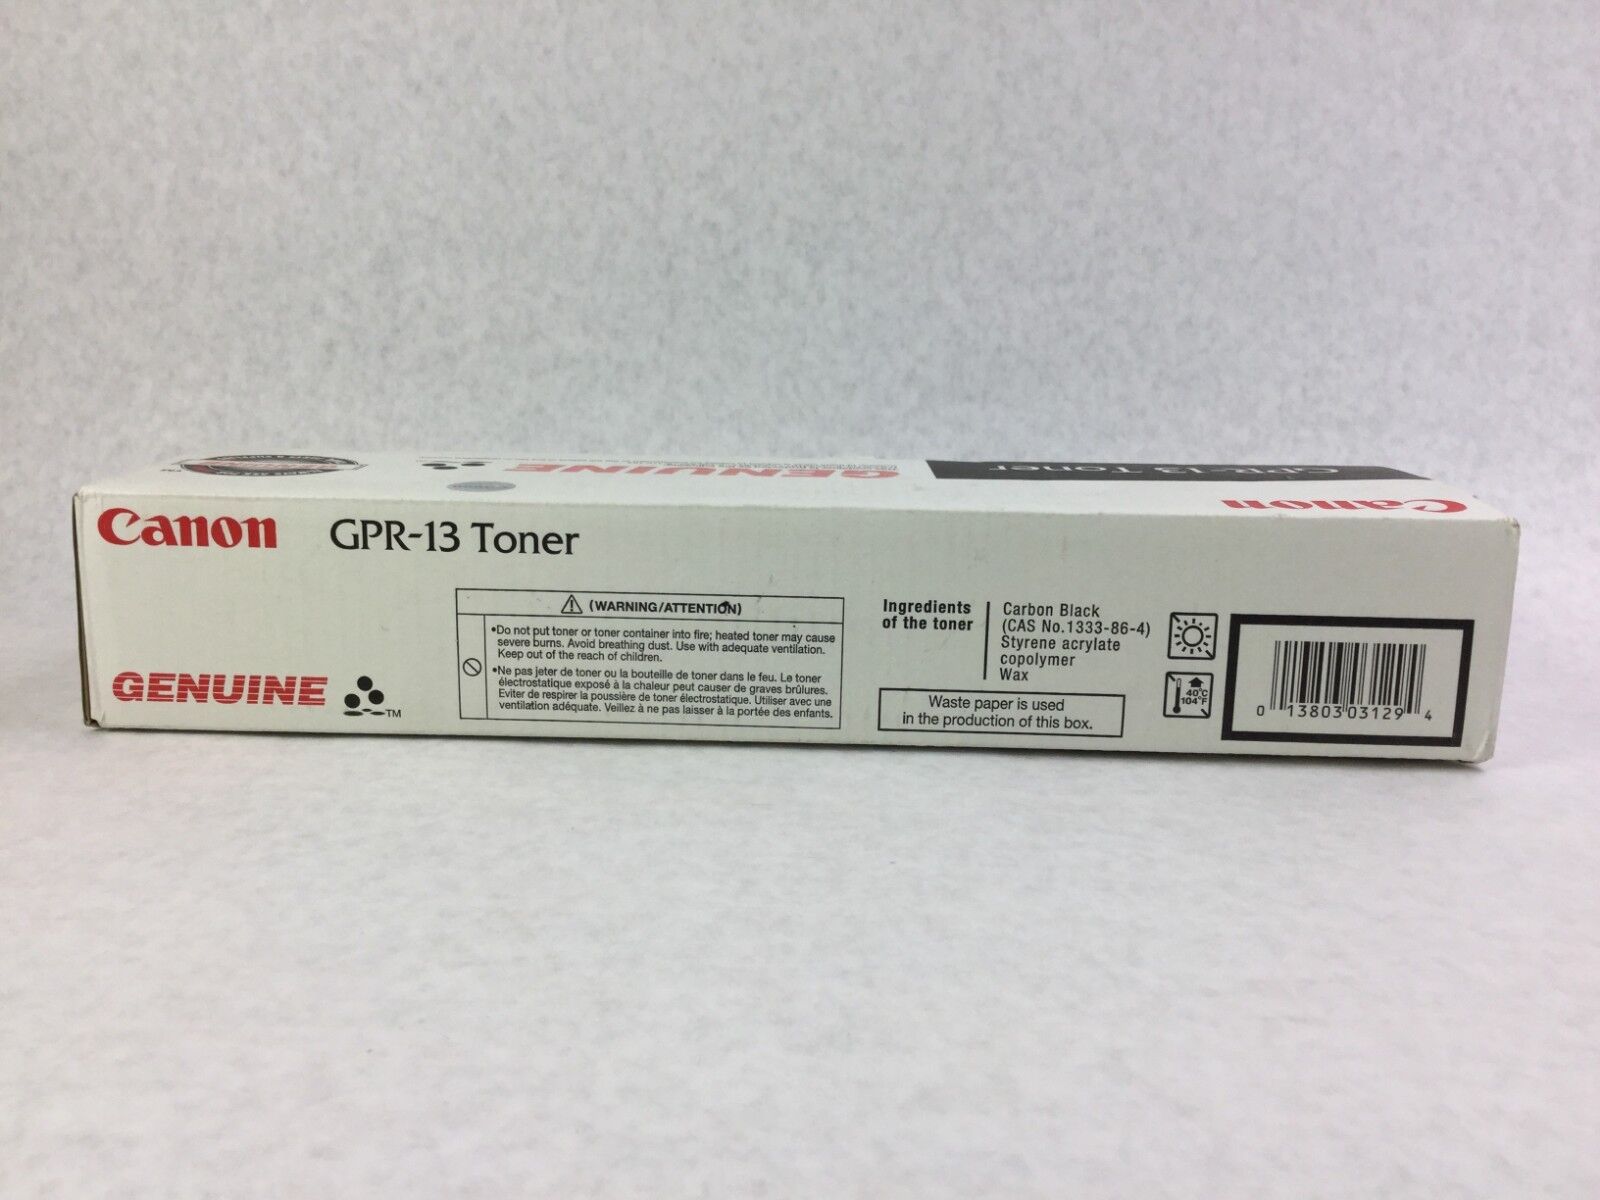 GPR-13 Toner
GENUINE
Canon
Canon
GPR-13 Toner
GENUINE
TM
(WARNING/ATTENTION)
•Do not put toner or toner container into fire; heated toner may cause
severe burns. Avoid breathing dust. Use with adequate ventilation.
Keep out of the reach of children.
•Ne pas jeter de toner ou la bouteille de toner dans le feu. Le toner
électrostatique exposé à la chaleur peut causer de graves brûlures.
Eviter de respirer la poussière de toner électrostatique. Utiliser avec une
ventilation adéquate. Veillez à ne pas laisser à la portée des enfants.
Ingredients
of the toner
Carbon Black
(CAS No.1333-86-4)
Styrene acrylate
copolymer
Wax
Waste paper is used
in the production of this box.
40°C
104°F
0 13803 03129 4